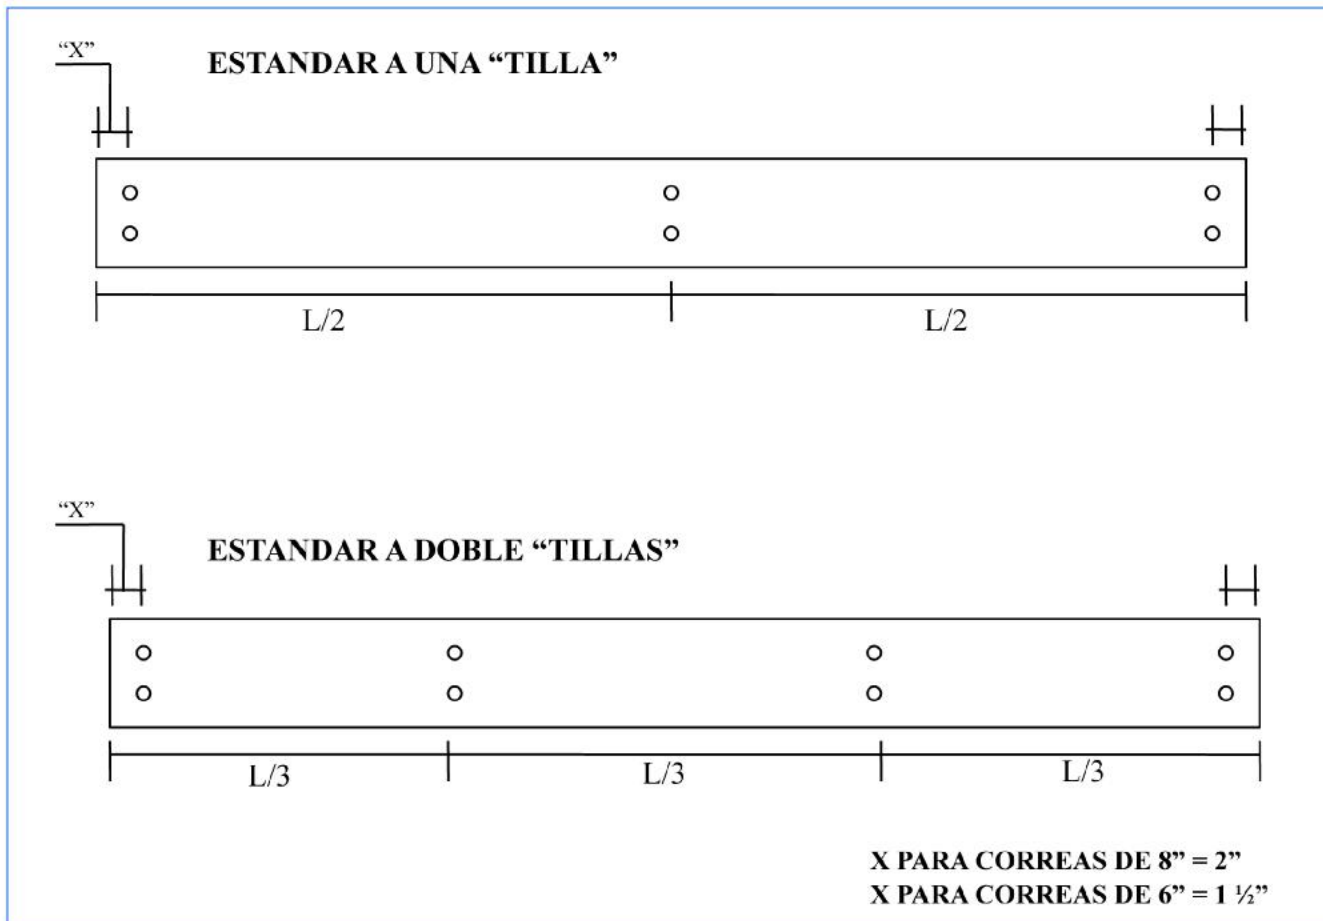 “X”
ESTANDAR A UNA “TILLA”
L/2 L/2
“X”
ESTANDAR A DOBLE “TILLAS”
L/3 L/3 L/3
X PARA CORREAS DE 8” = 2”
X PARA CORREAS DE 6” = 1 ½”